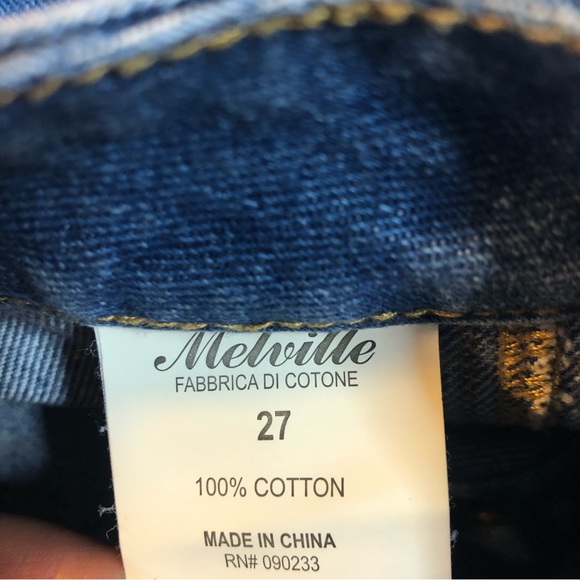 Melville
FABBRICA DI COTONE
27
100% COTTON
MADE IN CHINA
RN# 090233